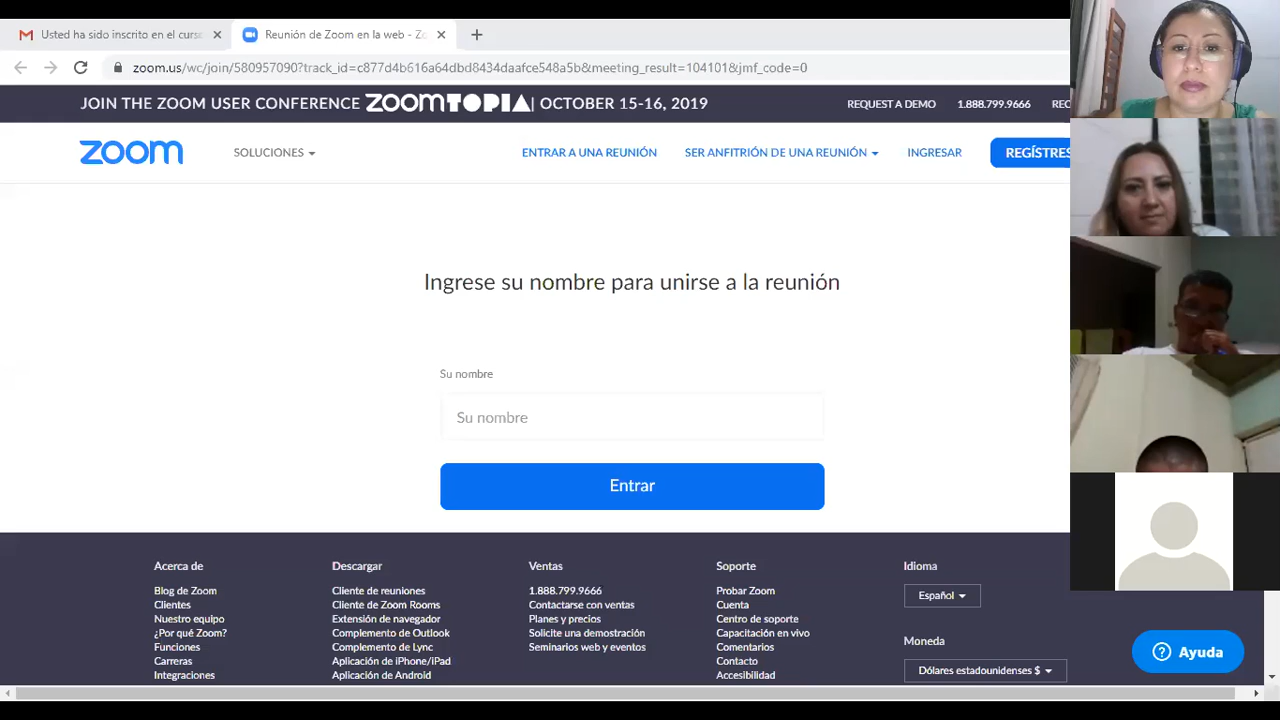 Usted ha sido inscrito en el curso
Reunión de Zoom en la web - Zo
zoom.us/wc/join/580957090?track_id=c877d4b616a64dbd8434daafce548a5b&meeting_result=104101&jmf_code=0
JOIN THE ZOOM USER CONFERENCE ZOOMTOPIA | OCTOBER 15-16, 2019
REQUEST A DEMO 1.888.799.9666
zoom SOLUCIONES ENTRAR A UNA REUNIÓN SER ANFITRIÓN DE UNA REUNIÓN INGRESAR REGÍSTRES
Ingrese su nombre para unirse a la reunión
Su nombre
Su nombre
Entrar
Acerca de
Blog de Zoom
Clientes
Nuestro equipo
¿Por qué Zoom?
Funciones
Carreras
Integraciones
Descargar
Cliente de reuniones
Cliente de Zoom Rooms
Extensión de navegador
Complemento de Outlook
Complemento de Lync
Aplicación de iPhone/iPad
Aplicación de Android
Ventas
1.888.799.9666
Contactarse con ventas
Planes y precios
Solicite una demostración
Seminarios web y eventos
Soporte
Probar Zoom
Cuenta
Centro de soporte
Capacitación en vivo
Comentarios
Contacto
Accesibilidad
Idioma
Español
Moneda
Dólares estadounidenses $
Ayuda